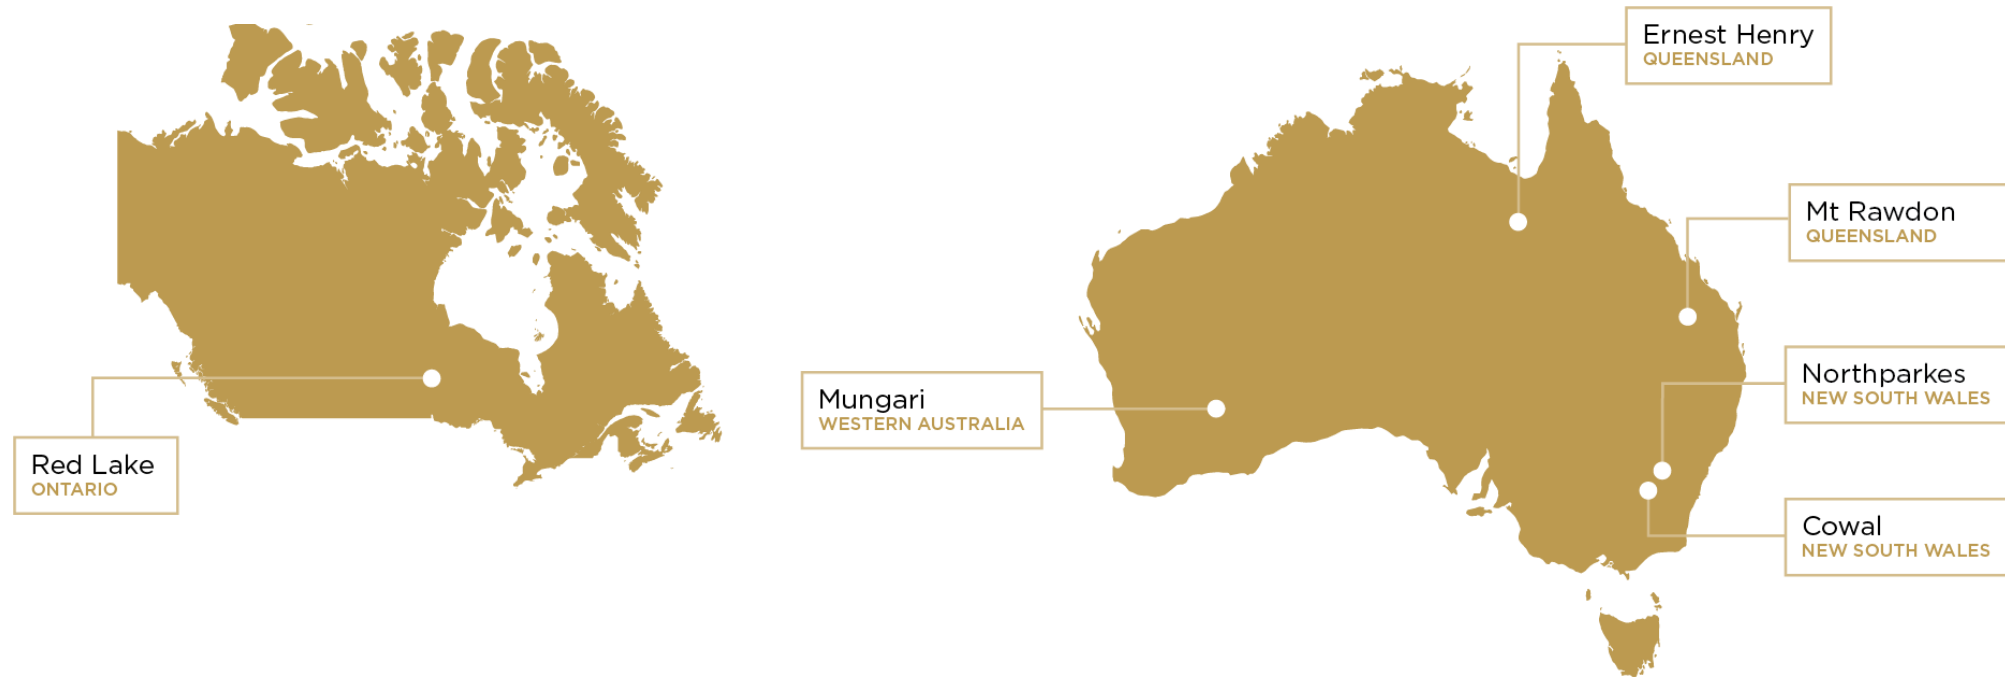 Red Lake
ONTARIO
Mungari
WESTERN AUSTRALIA
Ernest Henry
QUEENSLAND
Mt Rawdon
QUEENSLAND
Northparkes
NEW SOUTH WALES
Cowal
NEW SOUTH WALES